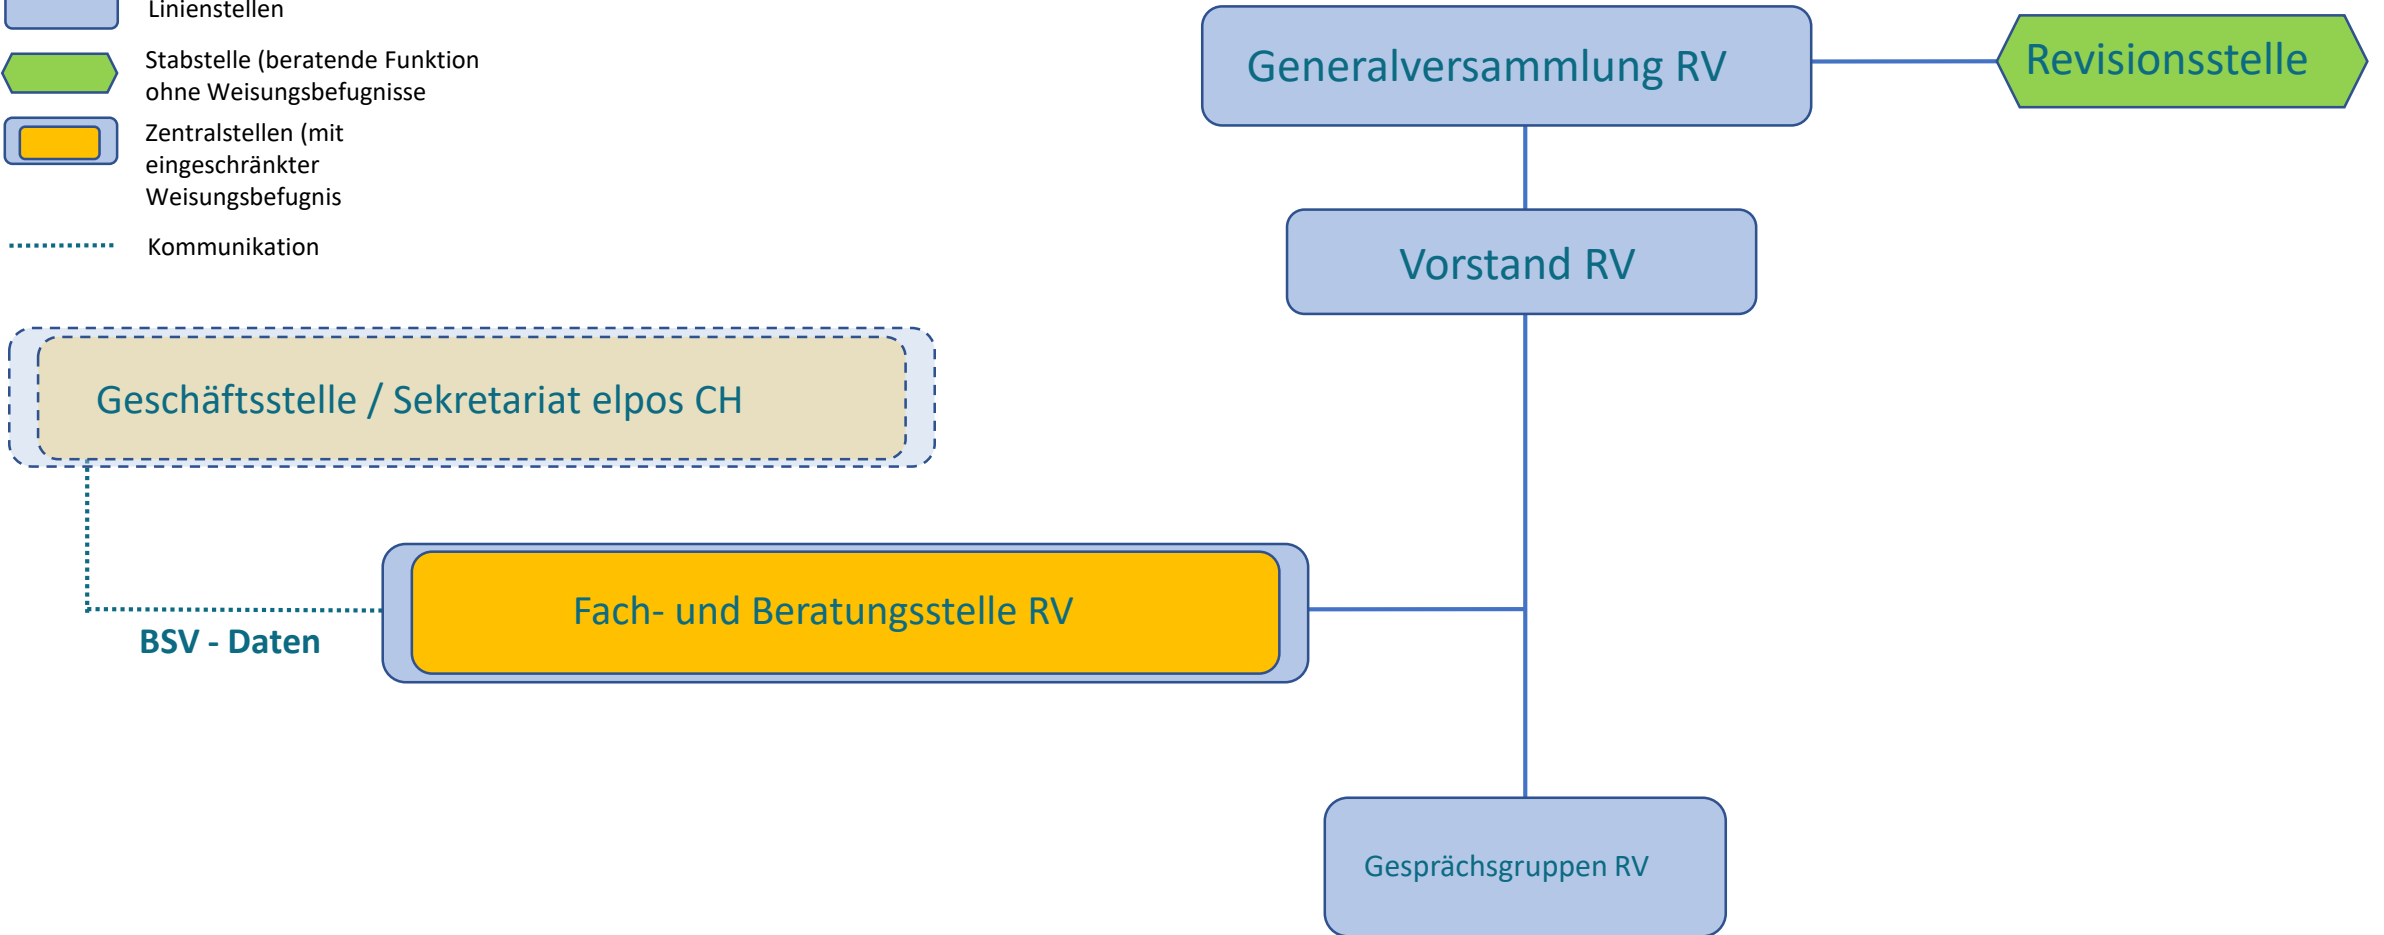 Linienstellen
Stabstelle (beratende Funktion
ohne Weisungsbefugnisse
Zentralstellen (mit
eingeschränkter
Weisungsbefugnis
Kommunikation
Generalversammlung RV
Revisionsstelle
Vorstand RV
Geschäftsstelle / Sekretariat elpos CH
Fach- und Beratungsstelle RV
BSV - Daten
Gesprächsgruppen RV